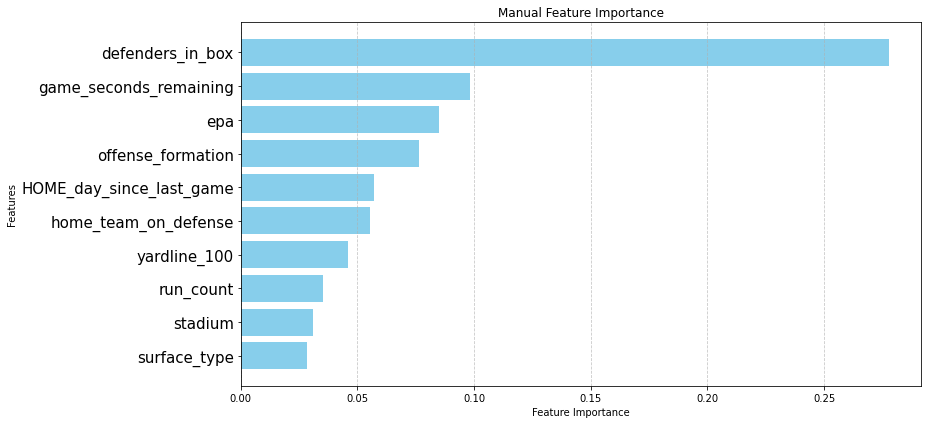 Manual Feature Importance
Features
defenders_in_box
game_seconds_remaining
epa
offense_formation
HOME_day_since_last_game
home_team_on_defense
yardline_100
run_count
stadium
surface_type
0.00 0.05 0.10 0.15 0.20 0.25
Feature Importance